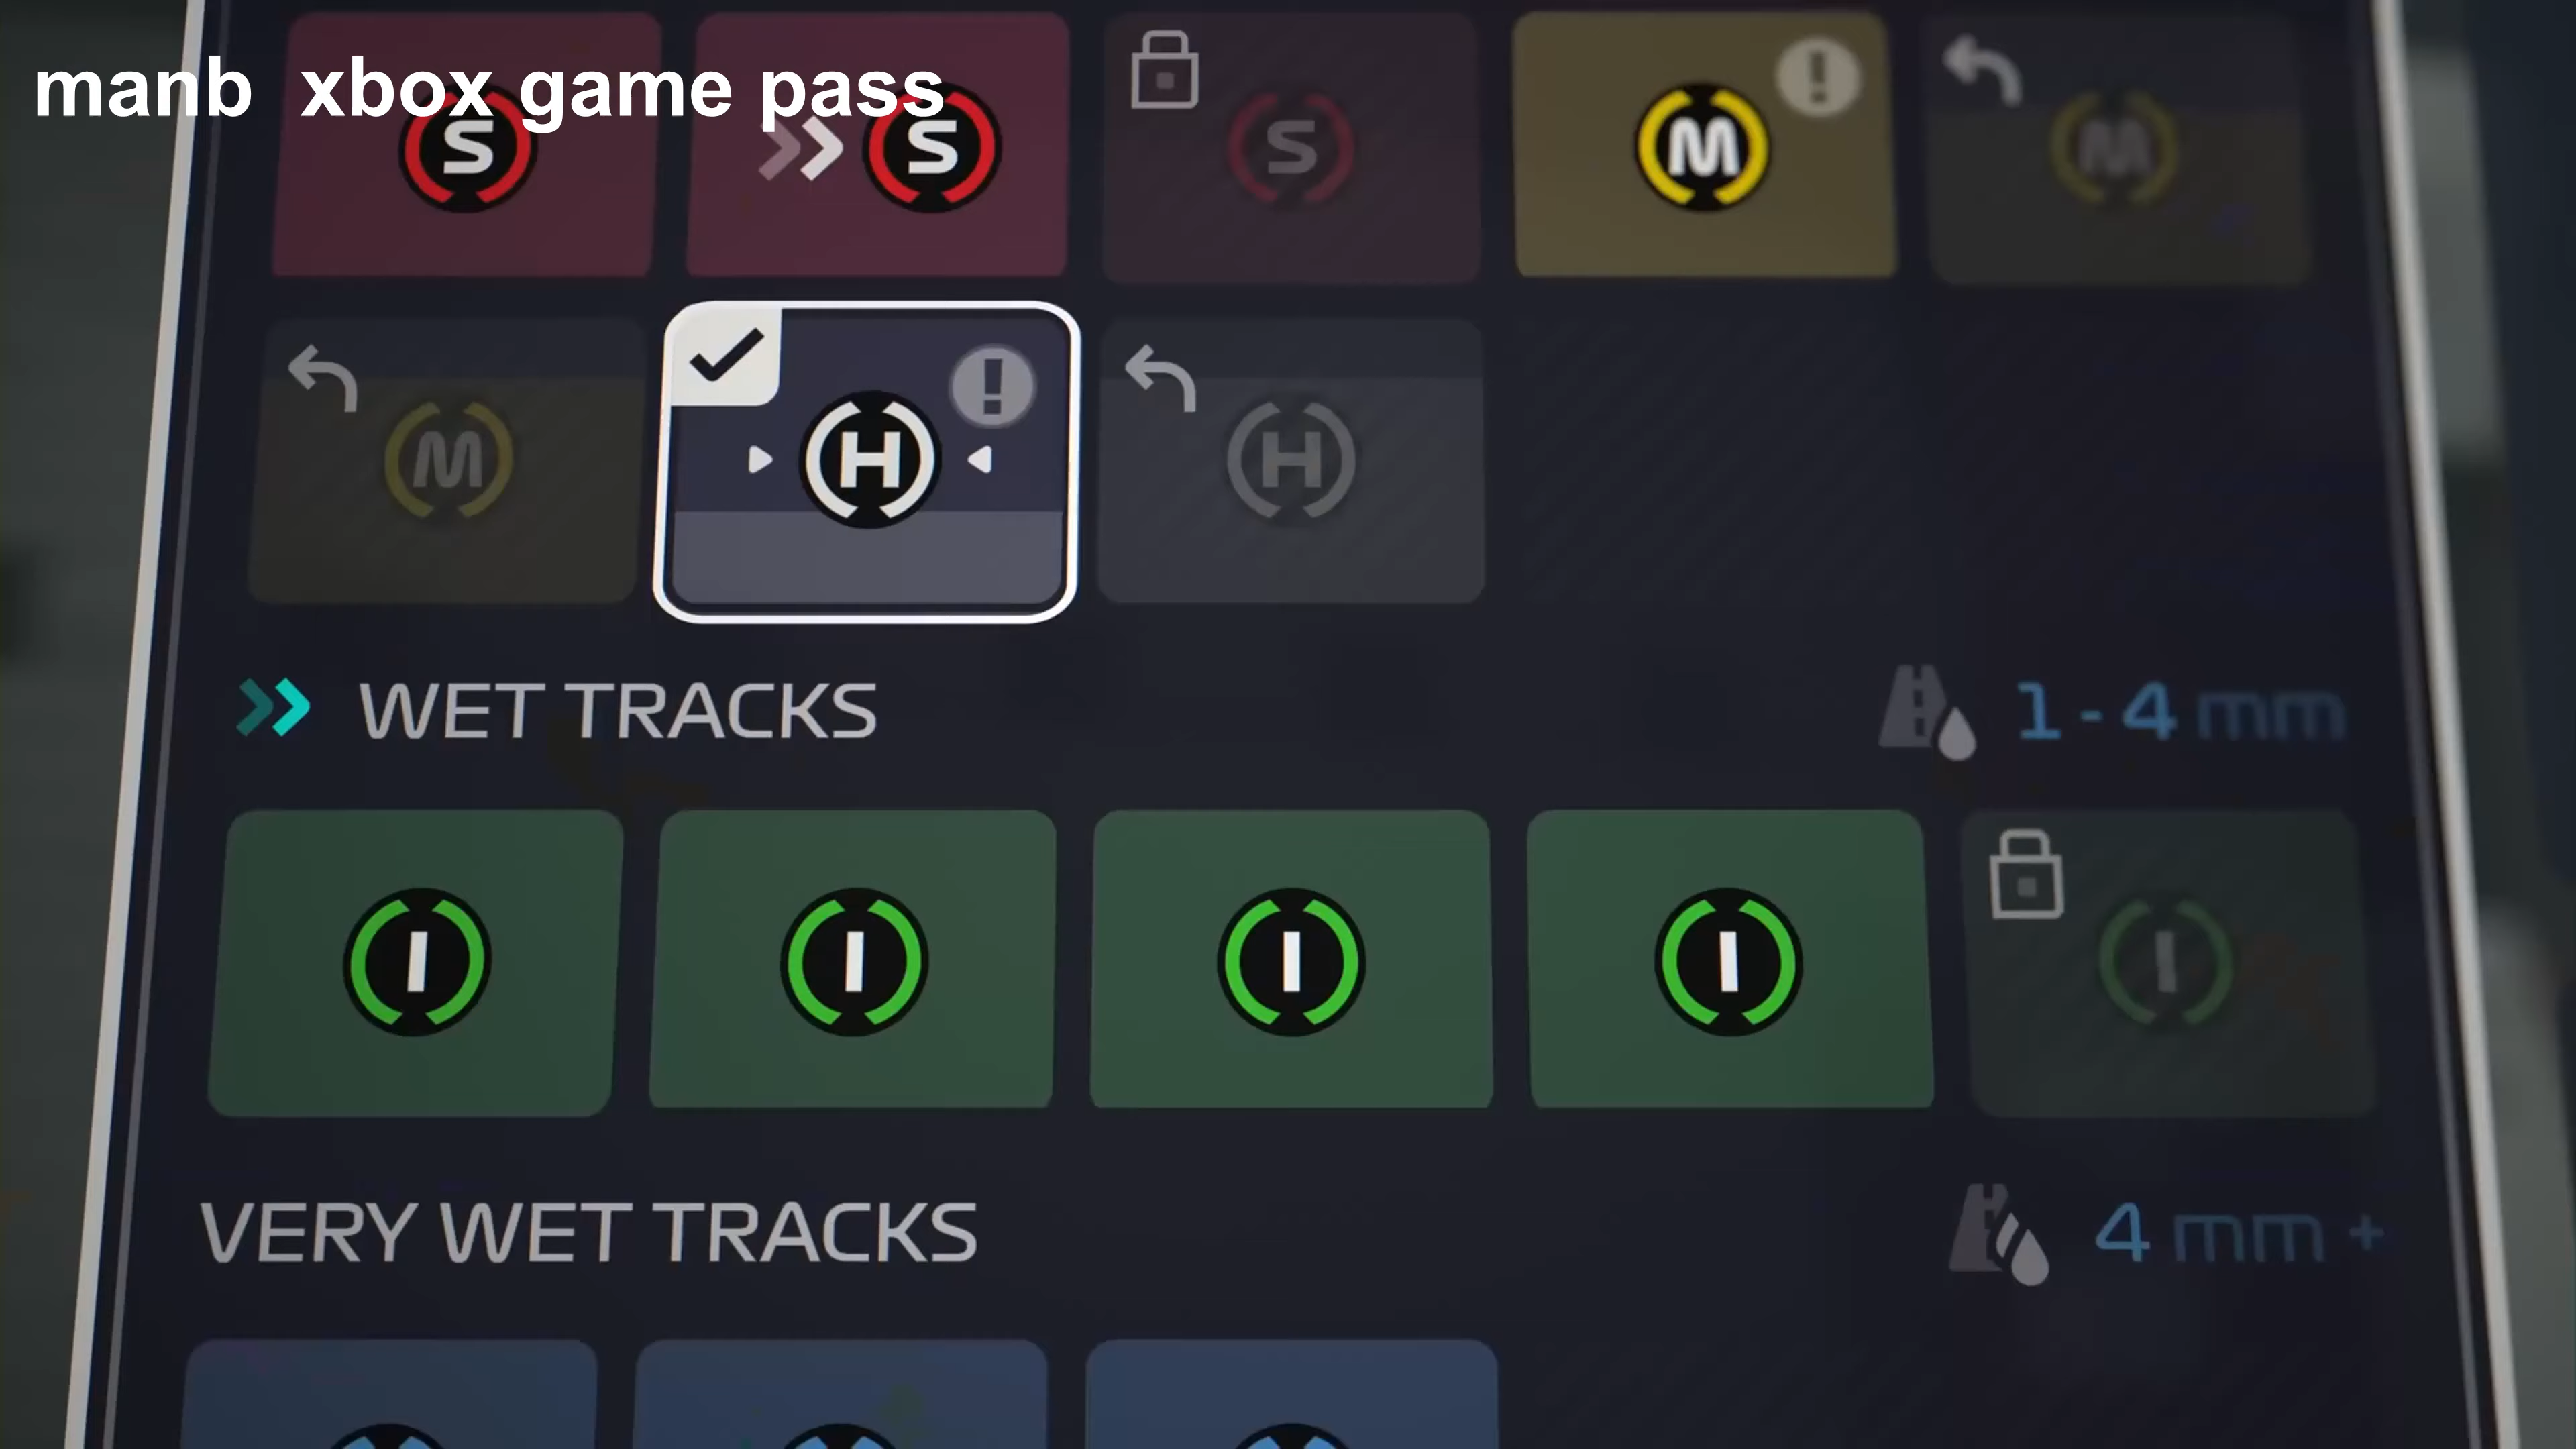 manb xbox game pass
S S S M M
M H ! H
WET TRACKS 1 - 4 mm
I I I I I
VERY WET TRACKS 4 mm +